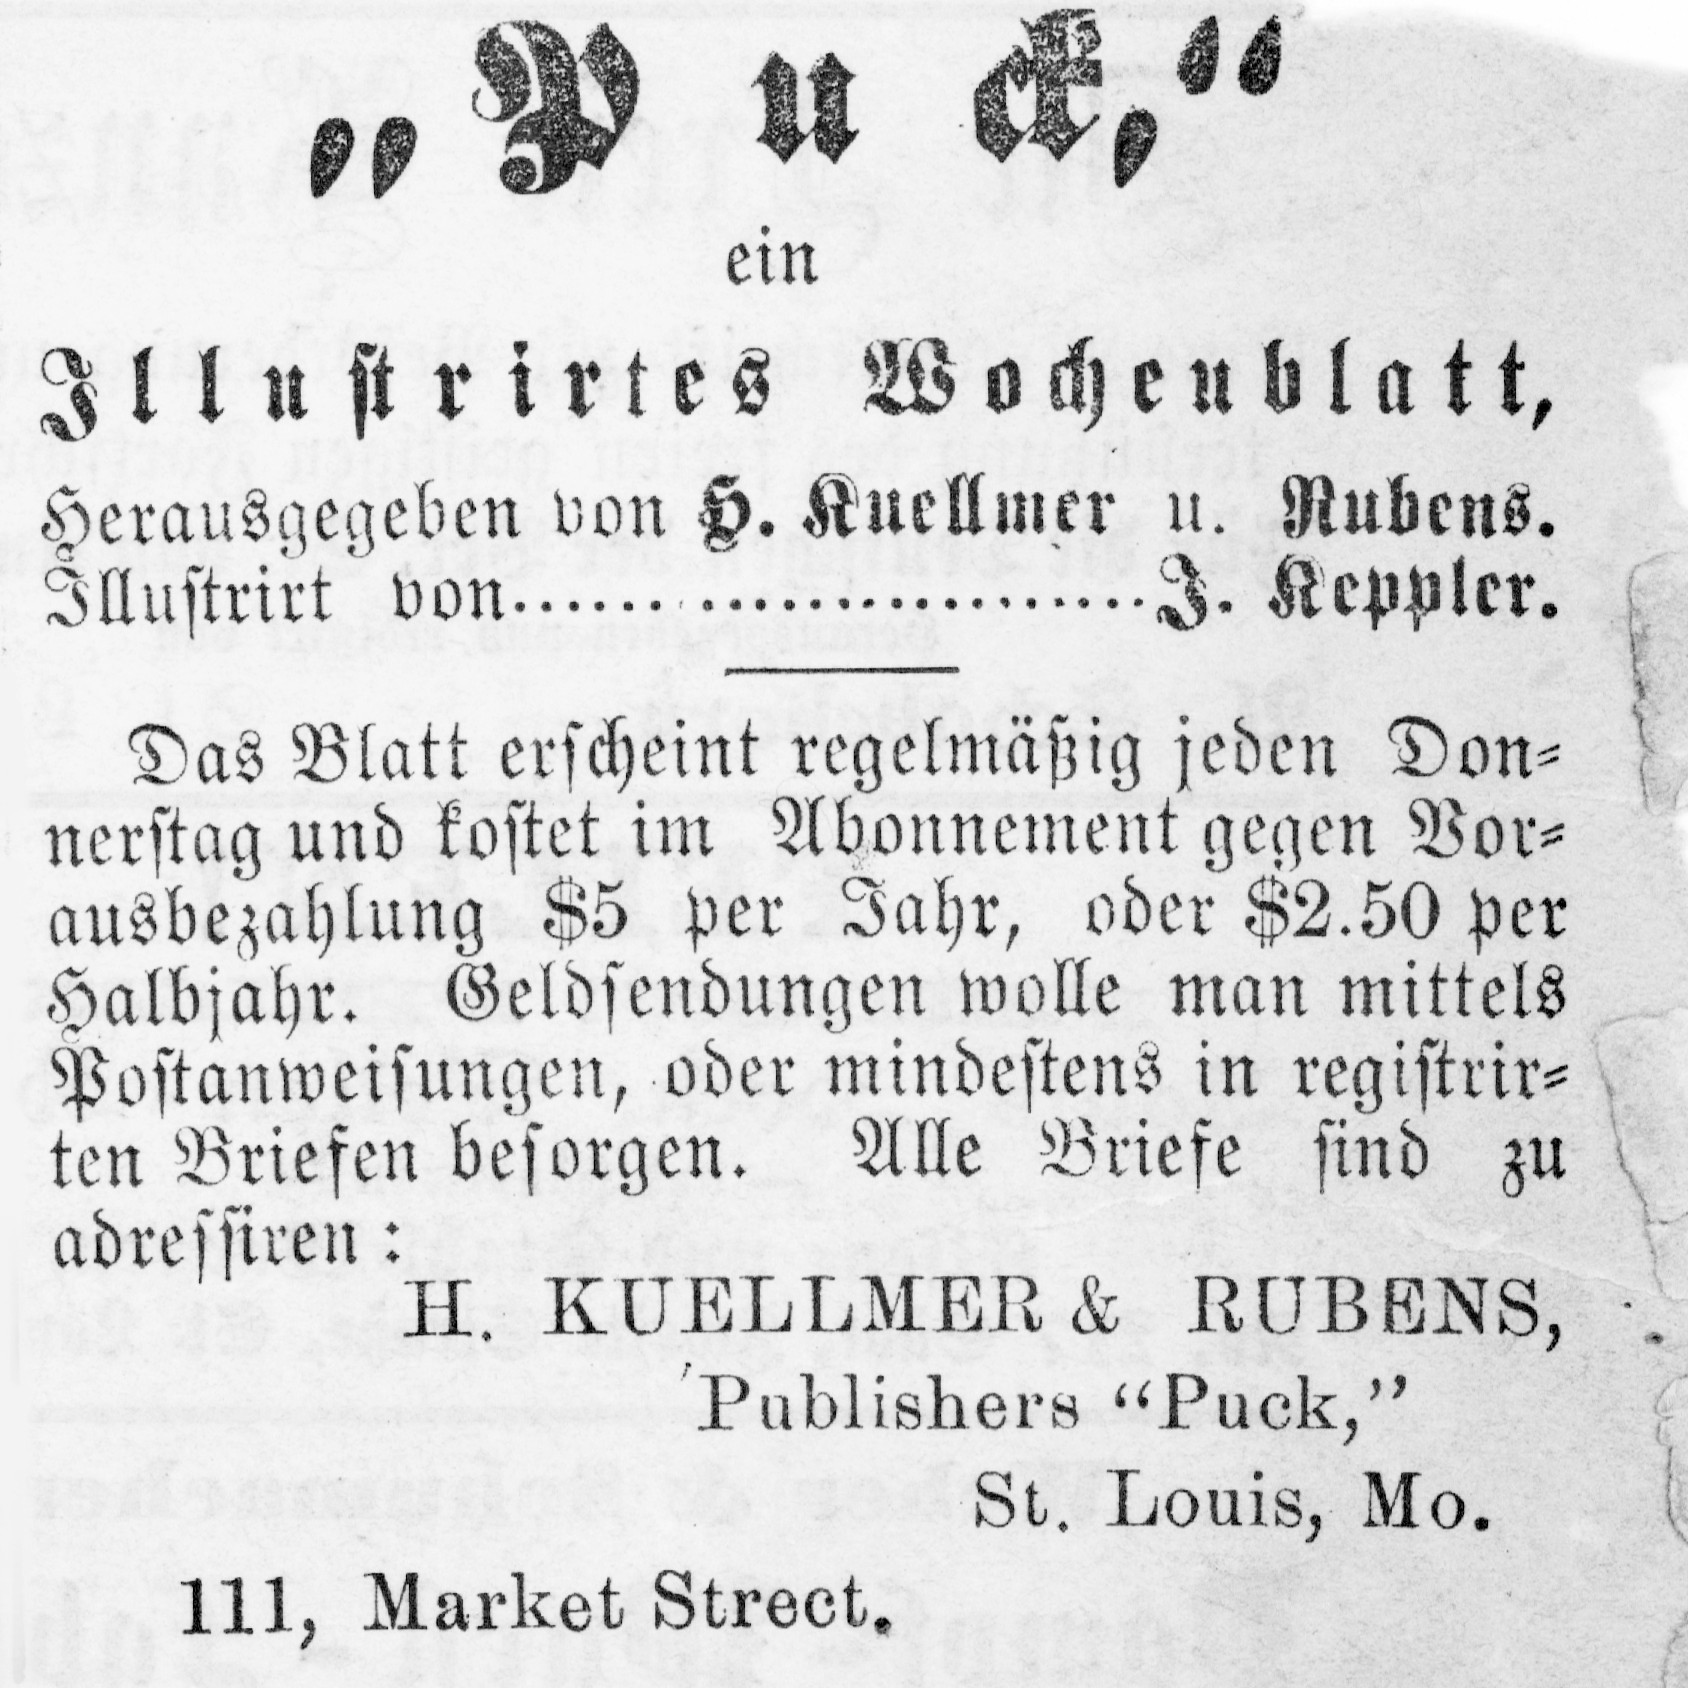 „Puck,“
ein
Illustrirtes Wochenblatt,
Herausgegeben von H. Kuellmer u. Rubens.
Illustrirt von........................J. Keppler.
Das Blatt erscheint regelmäßig jeden Don-
nerstag und kostet im Abonnement gegen Vor-
ausbezahlung $5 per Jahr, oder $2.50 per
Halbjahr. Geldsendungen wolle man mittels
Postanweisungen, oder mindestens in registrir-
ten Briefen besorgen. Alle Briefe sind zu
adressiren :
H. KUELLMER & RUBENS,
Publishers “Puck,”
St. Louis, Mo.
111, Market Street.